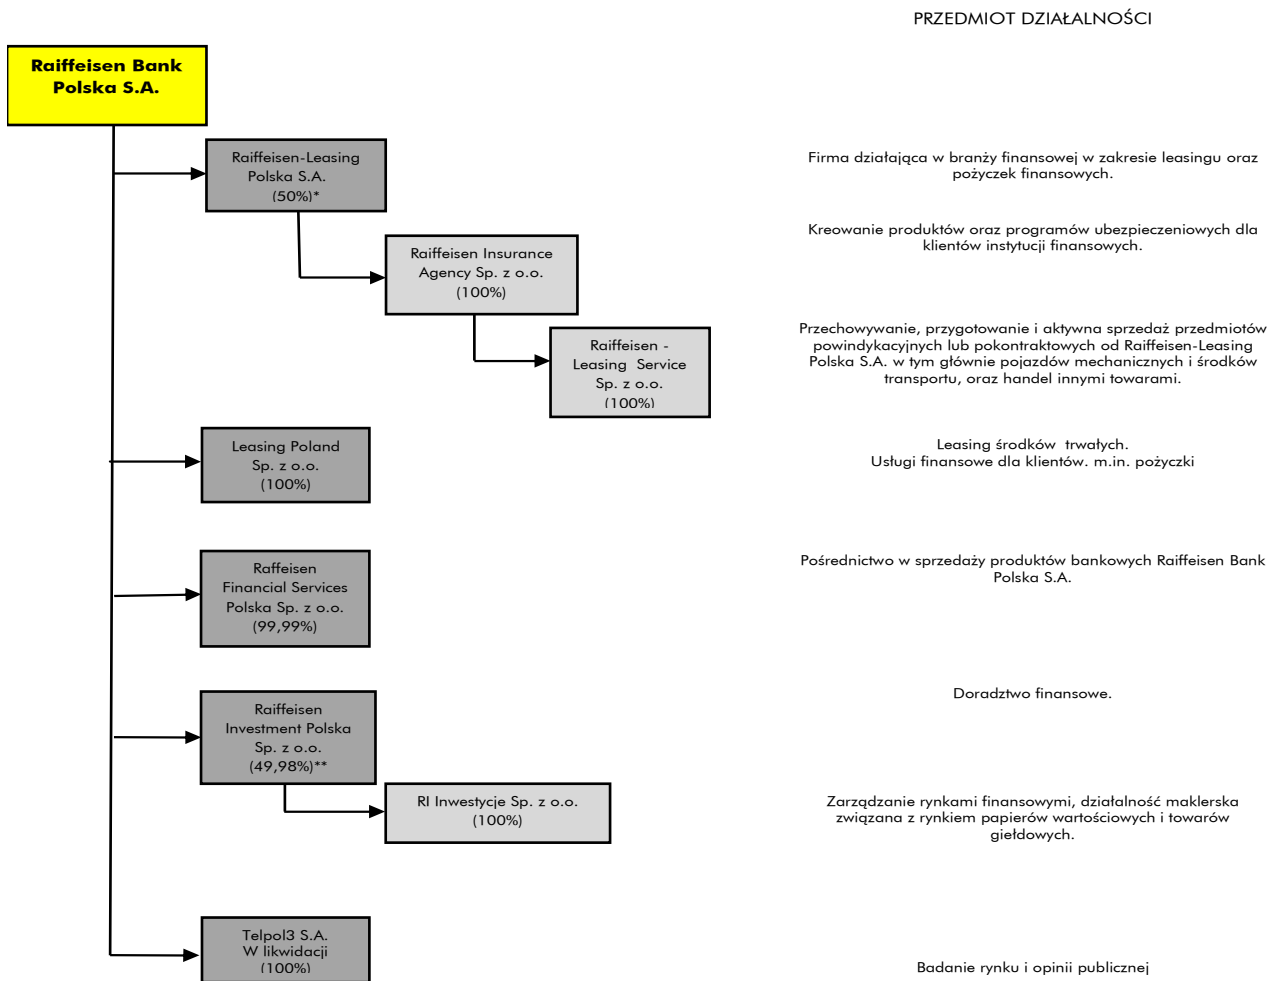 PRZEDMIOT DZIAŁALNOŚCI
Raiffeisen Bank
Polska S.A.
Raiffeisen-Leasing
Polska S.A.
(50%)*
Firma działająca w branży finansowej w zakresie leasingu oraz
pożyczek finansowych.
Raiffeisen Insurance
Agency Sp. z o.o.
(100%)
Kreowanie produktów oraz programów ubezpieczeniowych dla
klientów instytucji finansowych.
Raiffeisen -
Leasing Service
Sp. z o.o.
(100%)
Przechowywanie, przygotowanie i aktywna sprzedaż przedmiotów
powindykacyjnych lub pokontraktowych od Raiffeisen-Leasing
Polska S.A. w tym głównie pojazdów mechanicznych i środków
transportu, oraz handel innymi towarami.
Leasing Poland
Sp. z o.o.
(100%)
Leasing środków trwałych.
Usługi finansowe dla klientów. m.in. pożyczki
Raffeisen
Financial Services
Polska Sp. z o.o.
(99,99%)
Pośrednictwo w sprzedaży produktów bankowych Raiffeisen Bank
Polska S.A.
Raiffeisen
Investment Polska
Sp. z o.o.
(49,98%)**
Doradztwo finansowe.
RI Inwestycje Sp. z o.o.
(100%)
Zarządzanie rynkami finansowymi, działalność maklerska
związana z rynkiem papierów wartościowych i towarów
giełdowych.
Telpol3 S.A.
W likwidacji
(100%)
Badanie rynku i opinii publicznej